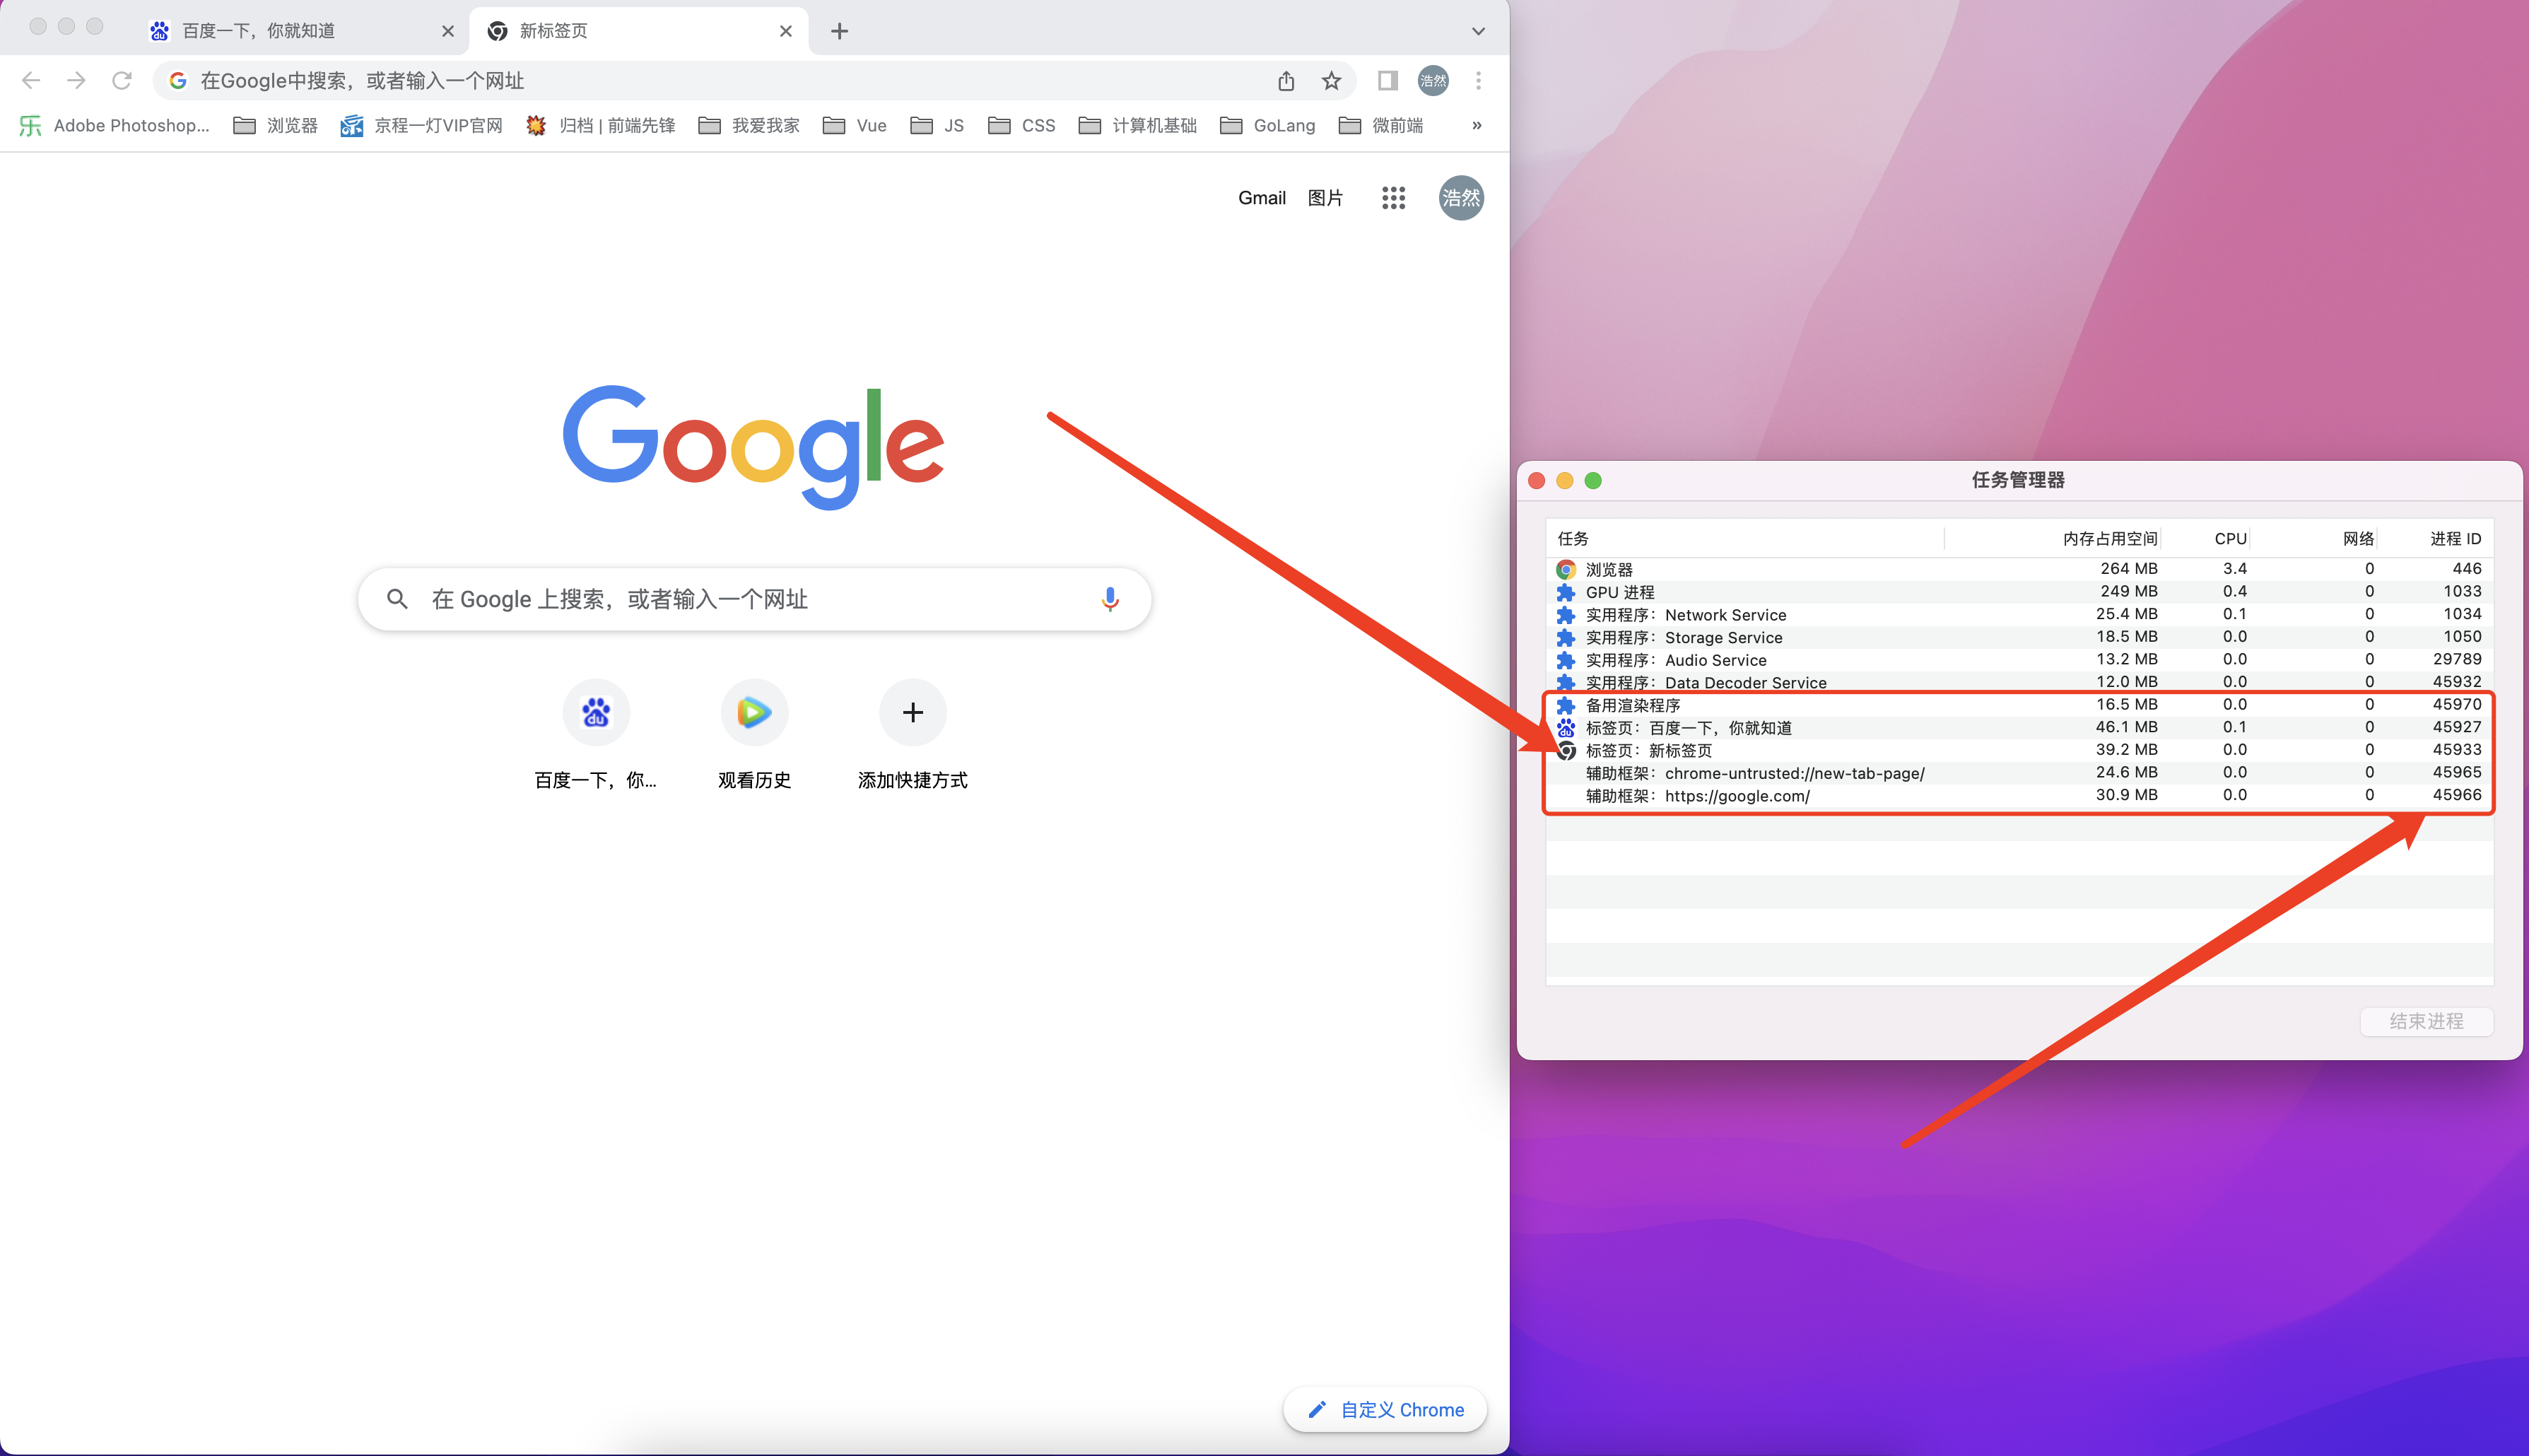 百度一下，你就知道
新标签页
在Google中搜索，或者输入一个网址
浩然
乐 Adobe Photoshop... 浏览器 京程一灯VIP官网 归档 | 前端先锋 我爱我家 Vue JS CSS 计算机基础 GoLang 微前端 »
Gmail 图片 浩然
Google
在 Google 上搜索，或者输入一个网址
du
百度一下，你... 观看历史 添加快捷方式
自定义 Chrome
任务管理器
任务 内存占用空间 CPU 网络 进程 ID
浏览器 264 MB 3.4 0 446
GPU 进程 249 MB 0.4 0 1033
实用程序：Network Service 25.4 MB 0.1 0 1034
实用程序：Storage Service 18.5 MB 0.0 0 1050
实用程序：Audio Service 13.2 MB 0.0 0 29789
实用程序：Data Decoder Service 12.0 MB 0.0 0 45932
备用渲染程序 16.5 MB 0.0 0 45970
标签页：百度一下，你就知道 46.1 MB 0.1 0 45927
标签页：新标签页 39.2 MB 0.0 0 45933
辅助框架：chrome-untrusted://new-tab-page/ 24.6 MB 0.0 0 45965
辅助框架：https://google.com/ 30.9 MB 0.0 0 45966
结束进程